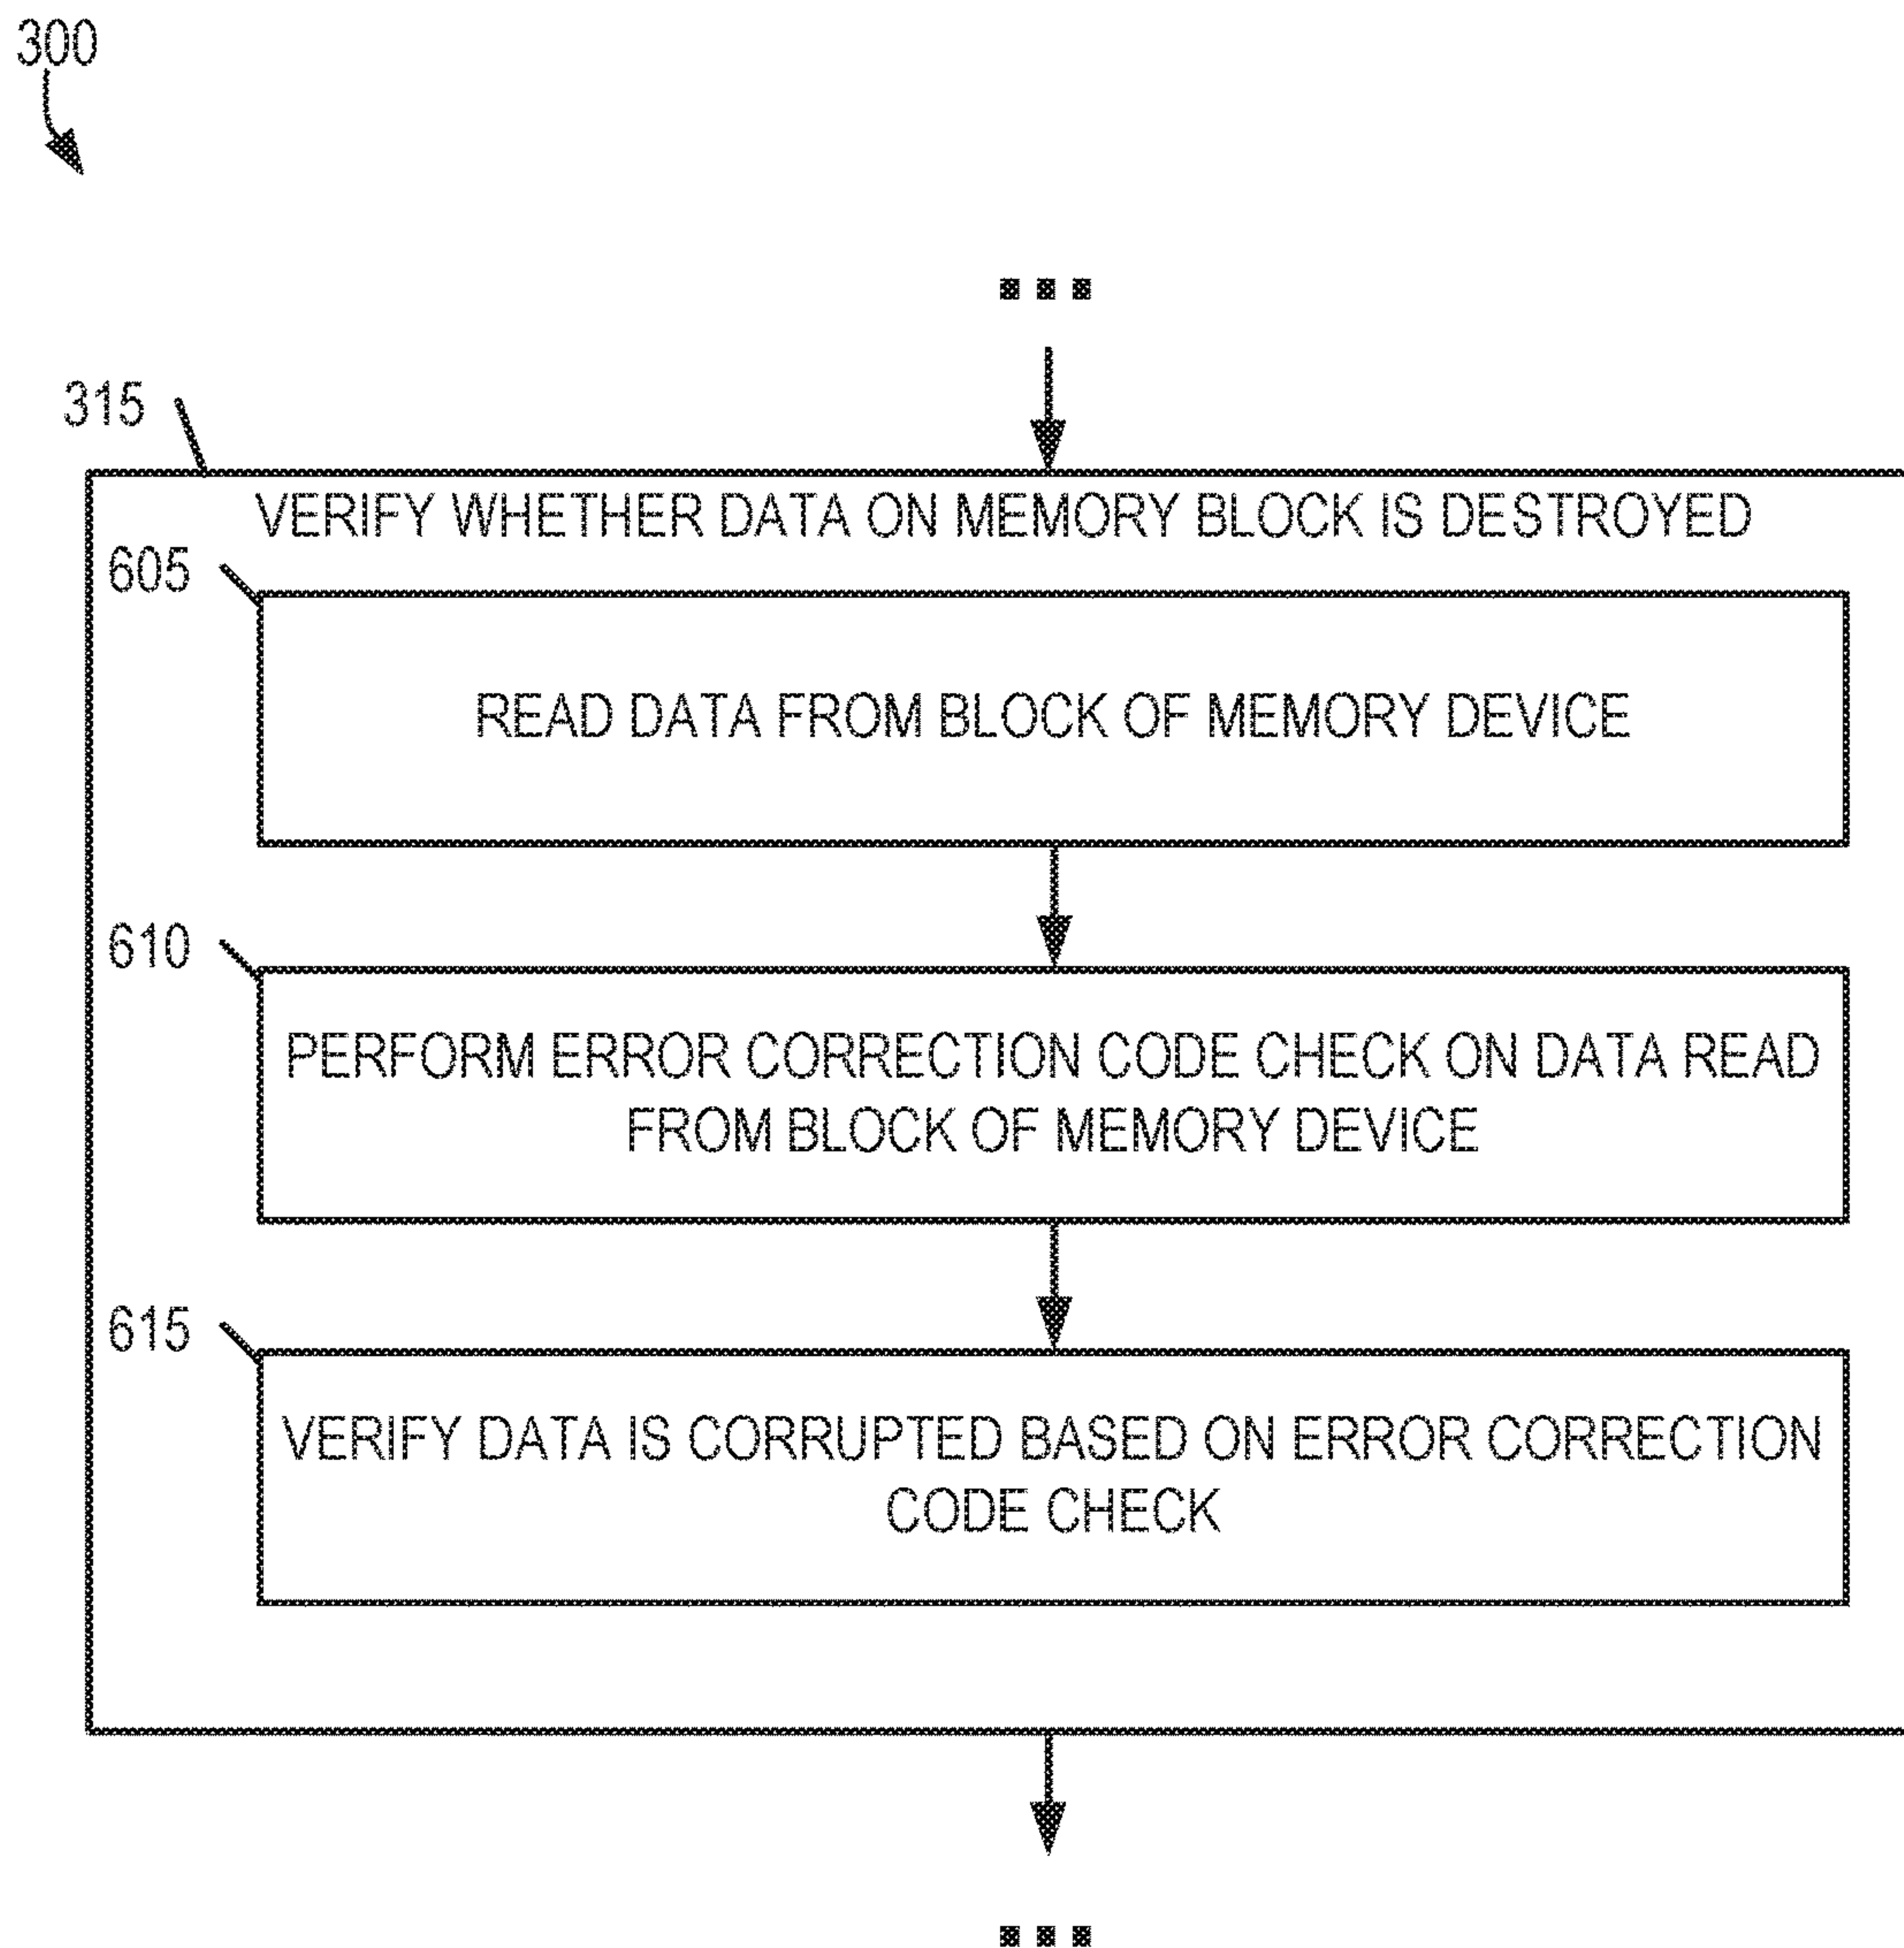 300
315
VERIFY WHETHER DATA ON MEMORY BLOCK IS DESTROYED
605
READ DATA FROM BLOCK OF MEMORY DEVICE
610
PERFORM ERROR CORRECTION CODE CHECK ON DATA READ
FROM BLOCK OF MEMORY DEVICE
615
VERIFY DATA IS CORRUPTED BASED ON ERROR CORRECTION
CODE CHECK